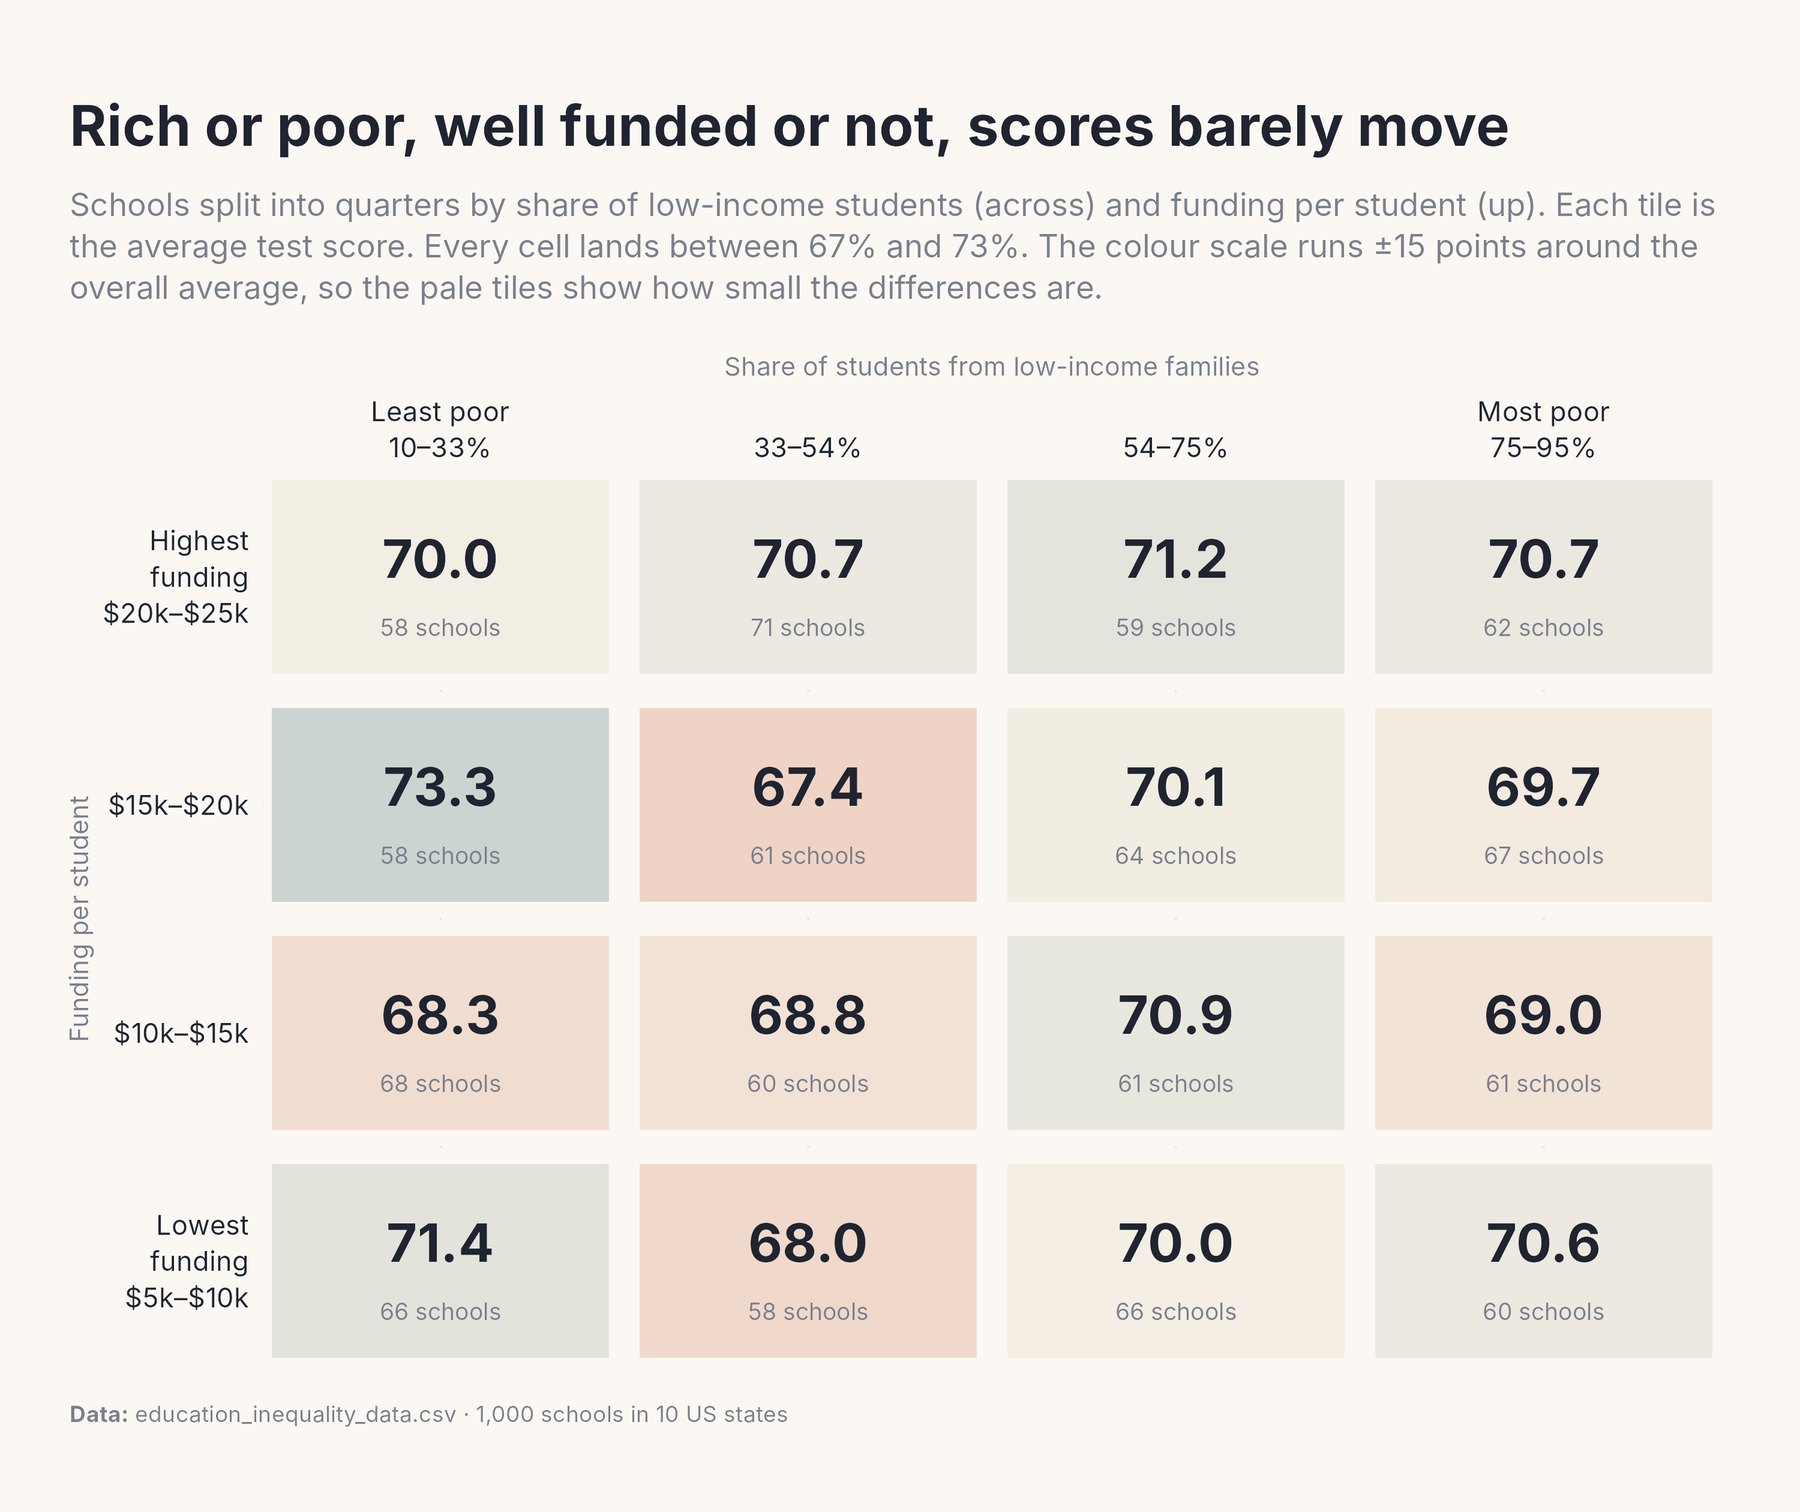 Rich or poor, well funded or not, scores barely move
Schools split into quarters by share of low-income students (across) and funding per student (up). Each tile is
the average test score. Every cell lands between 67% and 73%. The colour scale runs ±15 points around the
overall average, so the pale tiles show how small the differences are.
Share of students from low-income families
Least poor
10–33%
33–54%
54–75%
Most poor
75–95%
Funding per student
Highest
funding
$20k–$25k
70.0
58 schools
70.7
71 schools
71.2
59 schools
70.7
62 schools
$15k–$20k
73.3
58 schools
67.4
61 schools
70.1
64 schools
69.7
67 schools
$10k–$15k
68.3
68 schools
68.8
60 schools
70.9
61 schools
69.0
61 schools
Lowest
funding
$5k–$10k
71.4
66 schools
68.0
58 schools
70.0
66 schools
70.6
60 schools
Data: education_inequality_data.csv · 1,000 schools in 10 US states